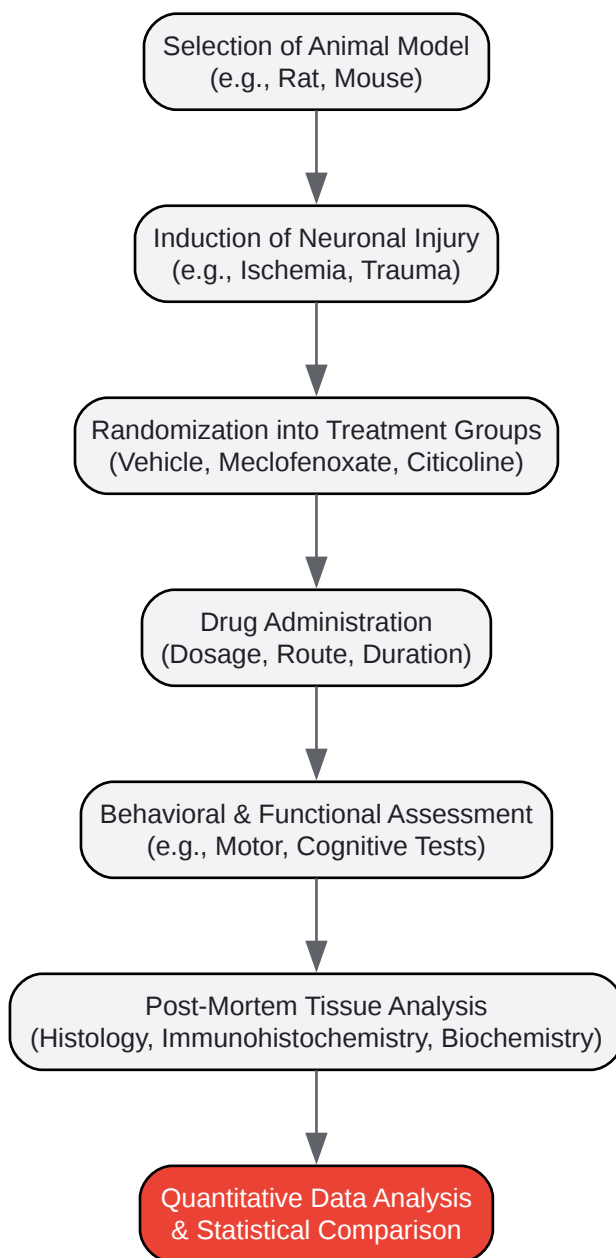 Selection of Animal Model
(e.g., Rat, Mouse)
Induction of Neuronal Injury
(e.g., Ischemia, Trauma)
Randomization into Treatment Groups
(Vehicle, Meclofenoxate, Citicoline)
Drug Administration
(Dosage, Route, Duration)
Behavioral & Functional Assessment
(e.g., Motor, Cognitive Tests)
Post-Mortem Tissue Analysis
(Histology, Immunohistochemistry, Biochemistry)
Quantitative Data Analysis
& Statistical Comparison